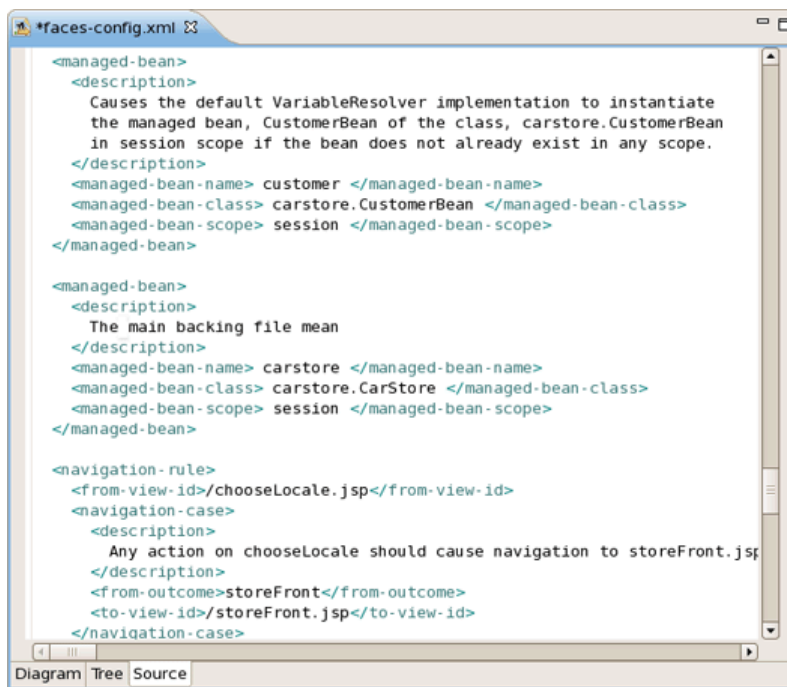 *faces-config.xml
<managed-bean>
<description>
Causes the default VariableResolver implementation to instantiate
the managed bean, CustomerBean of the class, carstore.CustomerBean
in session scope if the bean does not already exist in any scope.
</description>
<managed-bean-name> customer </managed-bean-name>
<managed-bean-class> carstore.CustomerBean </managed-bean-class>
<managed-bean-scope> session </managed-bean-scope>
</managed-bean>
<managed-bean>
<description>
The main backing file mean
</description>
<managed-bean-name> carstore </managed-bean-name>
<managed-bean-class> carstore.CarStore </managed-bean-class>
<managed-bean-scope> session </managed-bean-scope>
</managed-bean>
<navigation-rule>
<from-view-id>/chooseLocale.jsp</from-view-id>
<navigation-case>
<description>
Any action on chooseLocale should cause navigation to storeFront.jsp
</description>
<from-outcome>storeFront</from-outcome>
<to-view-id>/storeFront.jsp</to-view-id>
</navigation-case>
Diagram Tree Source